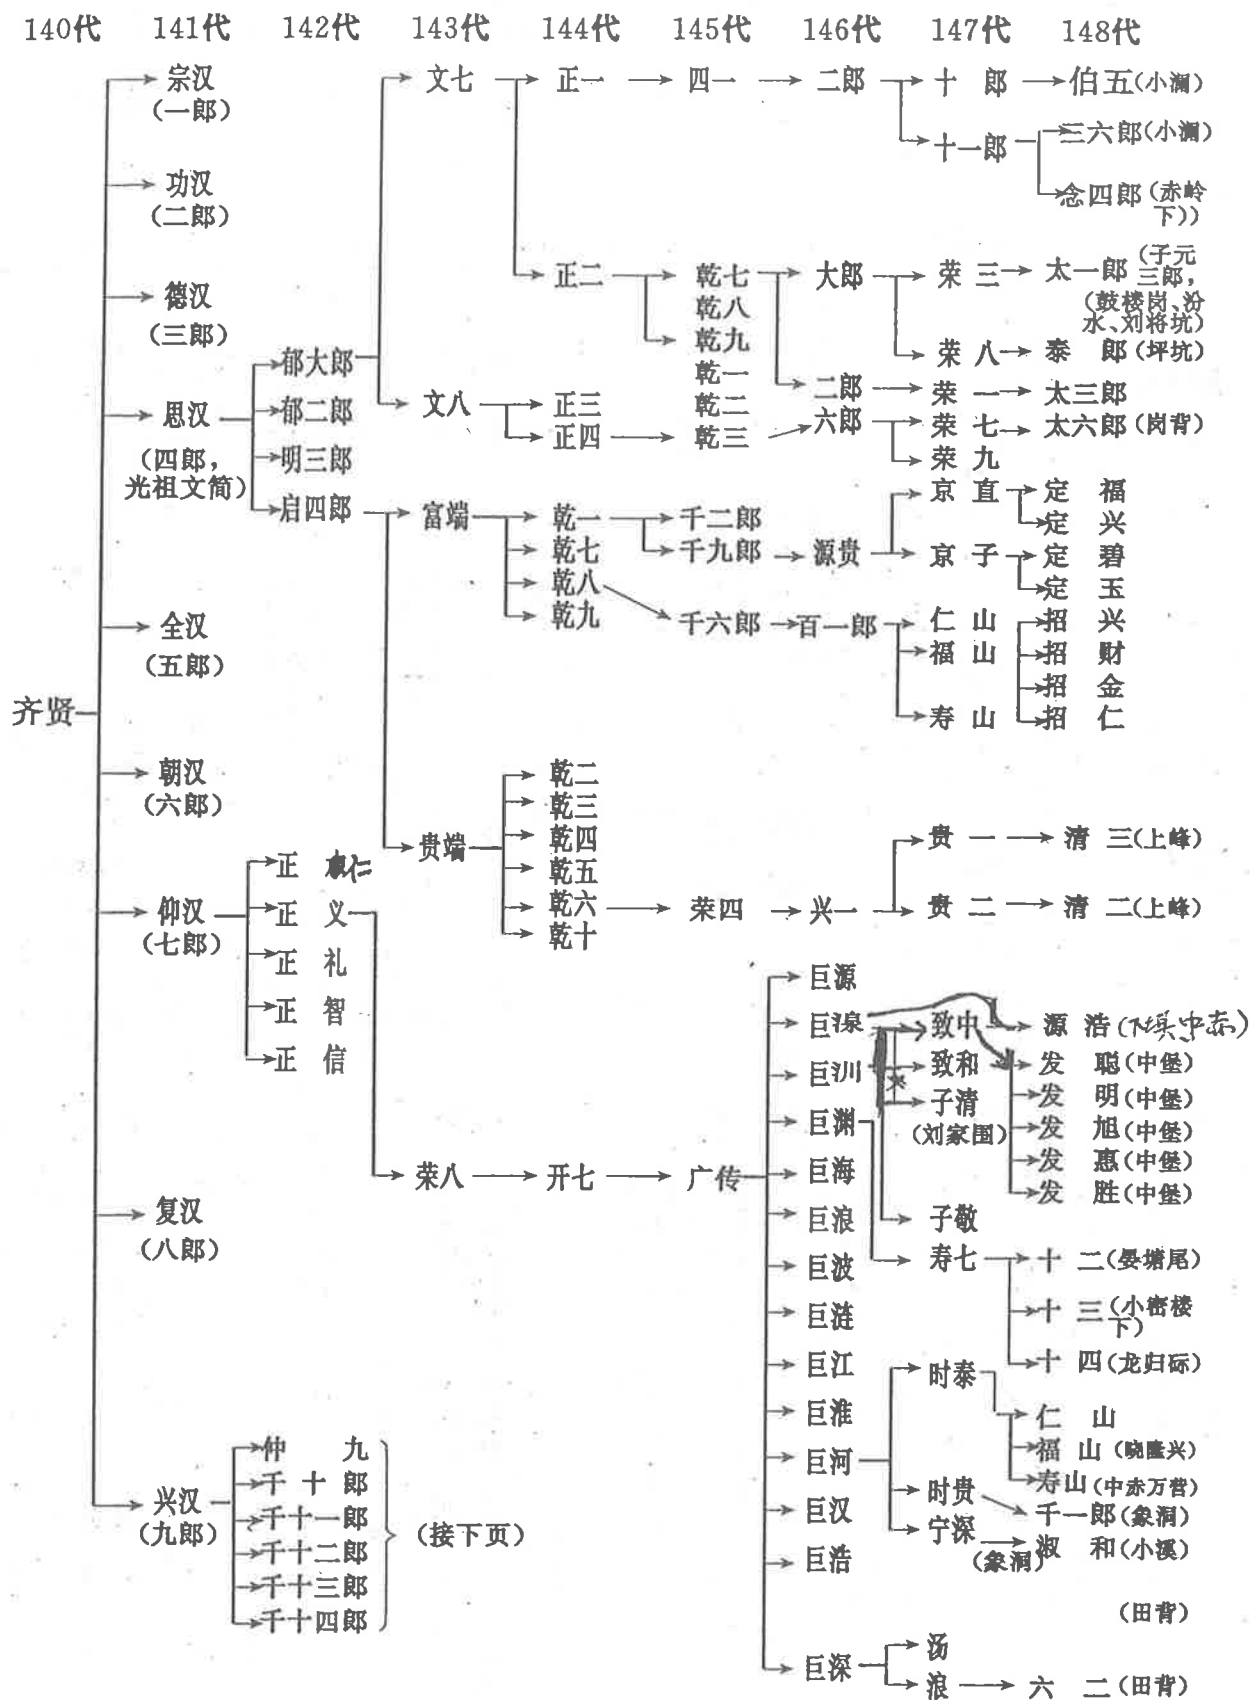 140代 141代 142代 143代 144代 145代 146代 147代 148代
宗汉 文七 正一 四一 二郎 十 郎 伯五(小澜)
(一郎)
十一郎 三六郎(小澜)
功汉
(二郎)
念四郎(赤岭
下))
正二 乾七 大郎 荣三 太一郎(子元
三郎,
德汉 乾八 (鼓楼岗、汾
水、刘将坑)
(三郎) 乾九
郁大郎 荣八 泰 郎(坪坑)
乾一
二郎 荣一 太三郎
思汉 郁二郎 文八 正三 乾二
正四 乾三 六郎 荣七 太六郎(岗背)
(四郎, 明三郎 荣九
光祖文简)
启四郎 富端 乾一 千二郎 京直 定 福
定 兴
乾七 千九郎 源贵 京子 定 碧
乾八 定 玉
乾九 千六郎 百一郎 仁山 招 兴
全汉
(五郎) 福山 招 财
招 金
齐贤 寿山 招 仁
朝汉 乾二
(六郎) 乾三
贵端 乾四 贵一 清 三(上峰)
正 仁 乾五
仰汉 正 义 乾六 荣四 兴一 贵二 清 二(上峰)
(七郎) 乾十
正 礼
巨源
正 智 巨湶 致中 源 浩
正 信 巨汌 致和 发 聪(中堡)
子清 发 明(中堡)
巨渊 (刘家围) 发 旭(中堡)
荣八 开七 广传 巨海 发 惠(中堡)
发 胜(中堡)
复汉 巨浪 子敬
(八郎)
巨波 寿七 十 二(晏塘尾)
巨涟 十 三(小密楼
下)
巨江 时泰 十 四(龙归砾)
巨淮 仁 山
仲 九 巨河 福 山(晓隆兴)
千十郎 时贵 寿山(中赤万营)
兴汉 千十一郎 (接下页) 巨汉 千一郎(象洞)
(九郎) 宁深 淑 和(小溪)
千十二郎 巨浩 (象洞)
千十三郎
千十四郎 (田背)
巨深 汤
浪 六 二(田背)